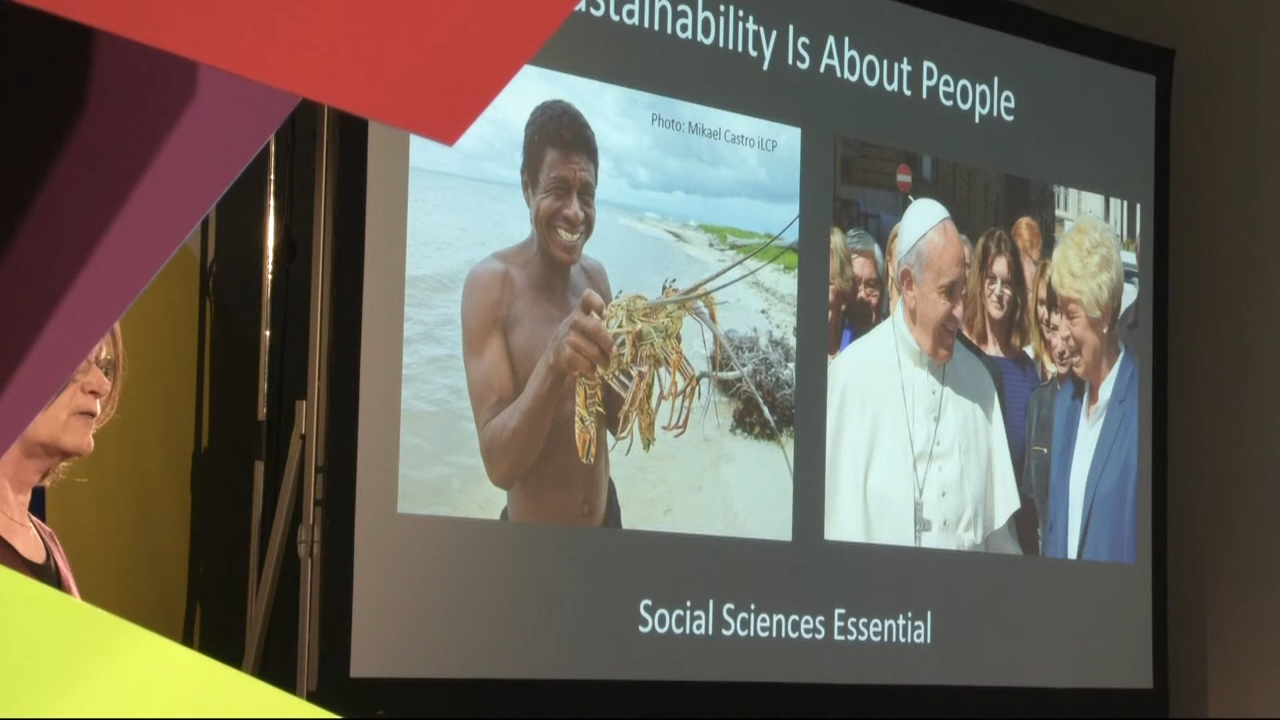 stainability Is About People
Photo: Mikael Castro iLCP
Social Sciences Essential